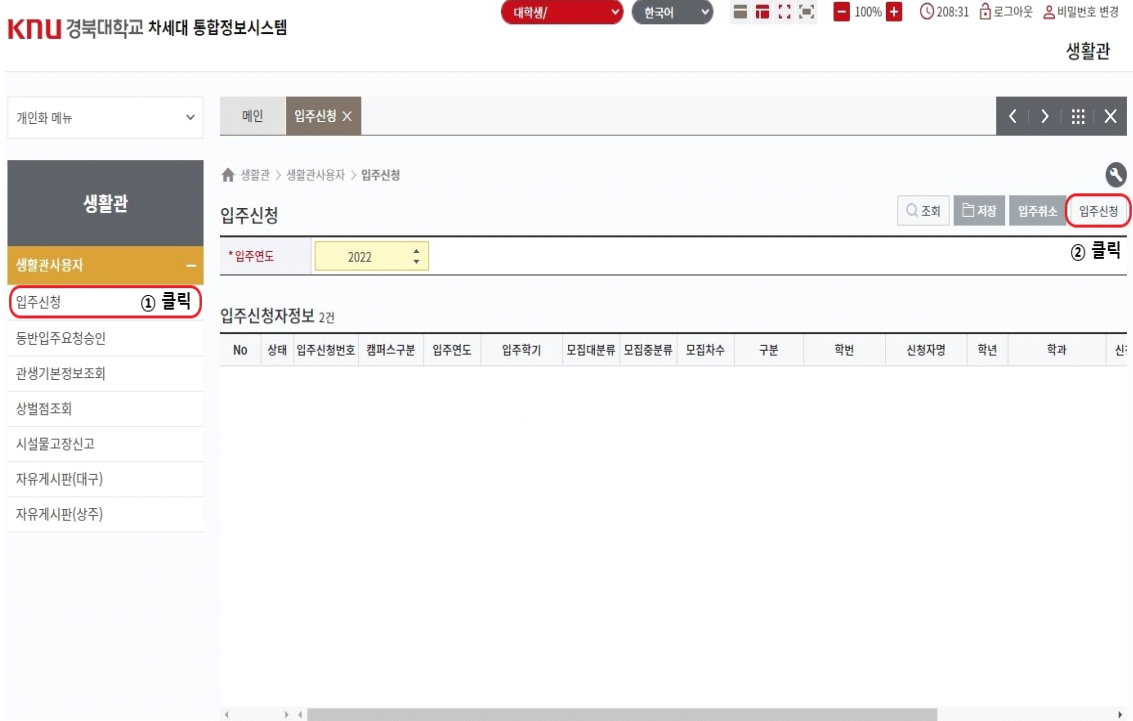 대학생/ 한국어 100% 208:31 로그아웃 비밀번호 변경
KNU 경북대학교 차세대 통합정보시스템
생활관
개인화 메뉴
메인 입주신청
생활관
생활관 > 생활관사용자 > 입주신청
입주신청 조회 저장 입주취소 입주신청
*입주연도 2022 ② 클릭
생활관사용자
입주신청 ① 클릭
동반입주요청승인
관생기본정보조회
상벌점조회
시설물고장신고
자유게시판(대구)
자유게시판(상주)
입주신청자정보 2건
No 상태 입주신청번호 캠퍼스구분 입주연도 입주학기 모집대분류 모집중분류 모집차수 구분 학번 신청자명 학년 학과